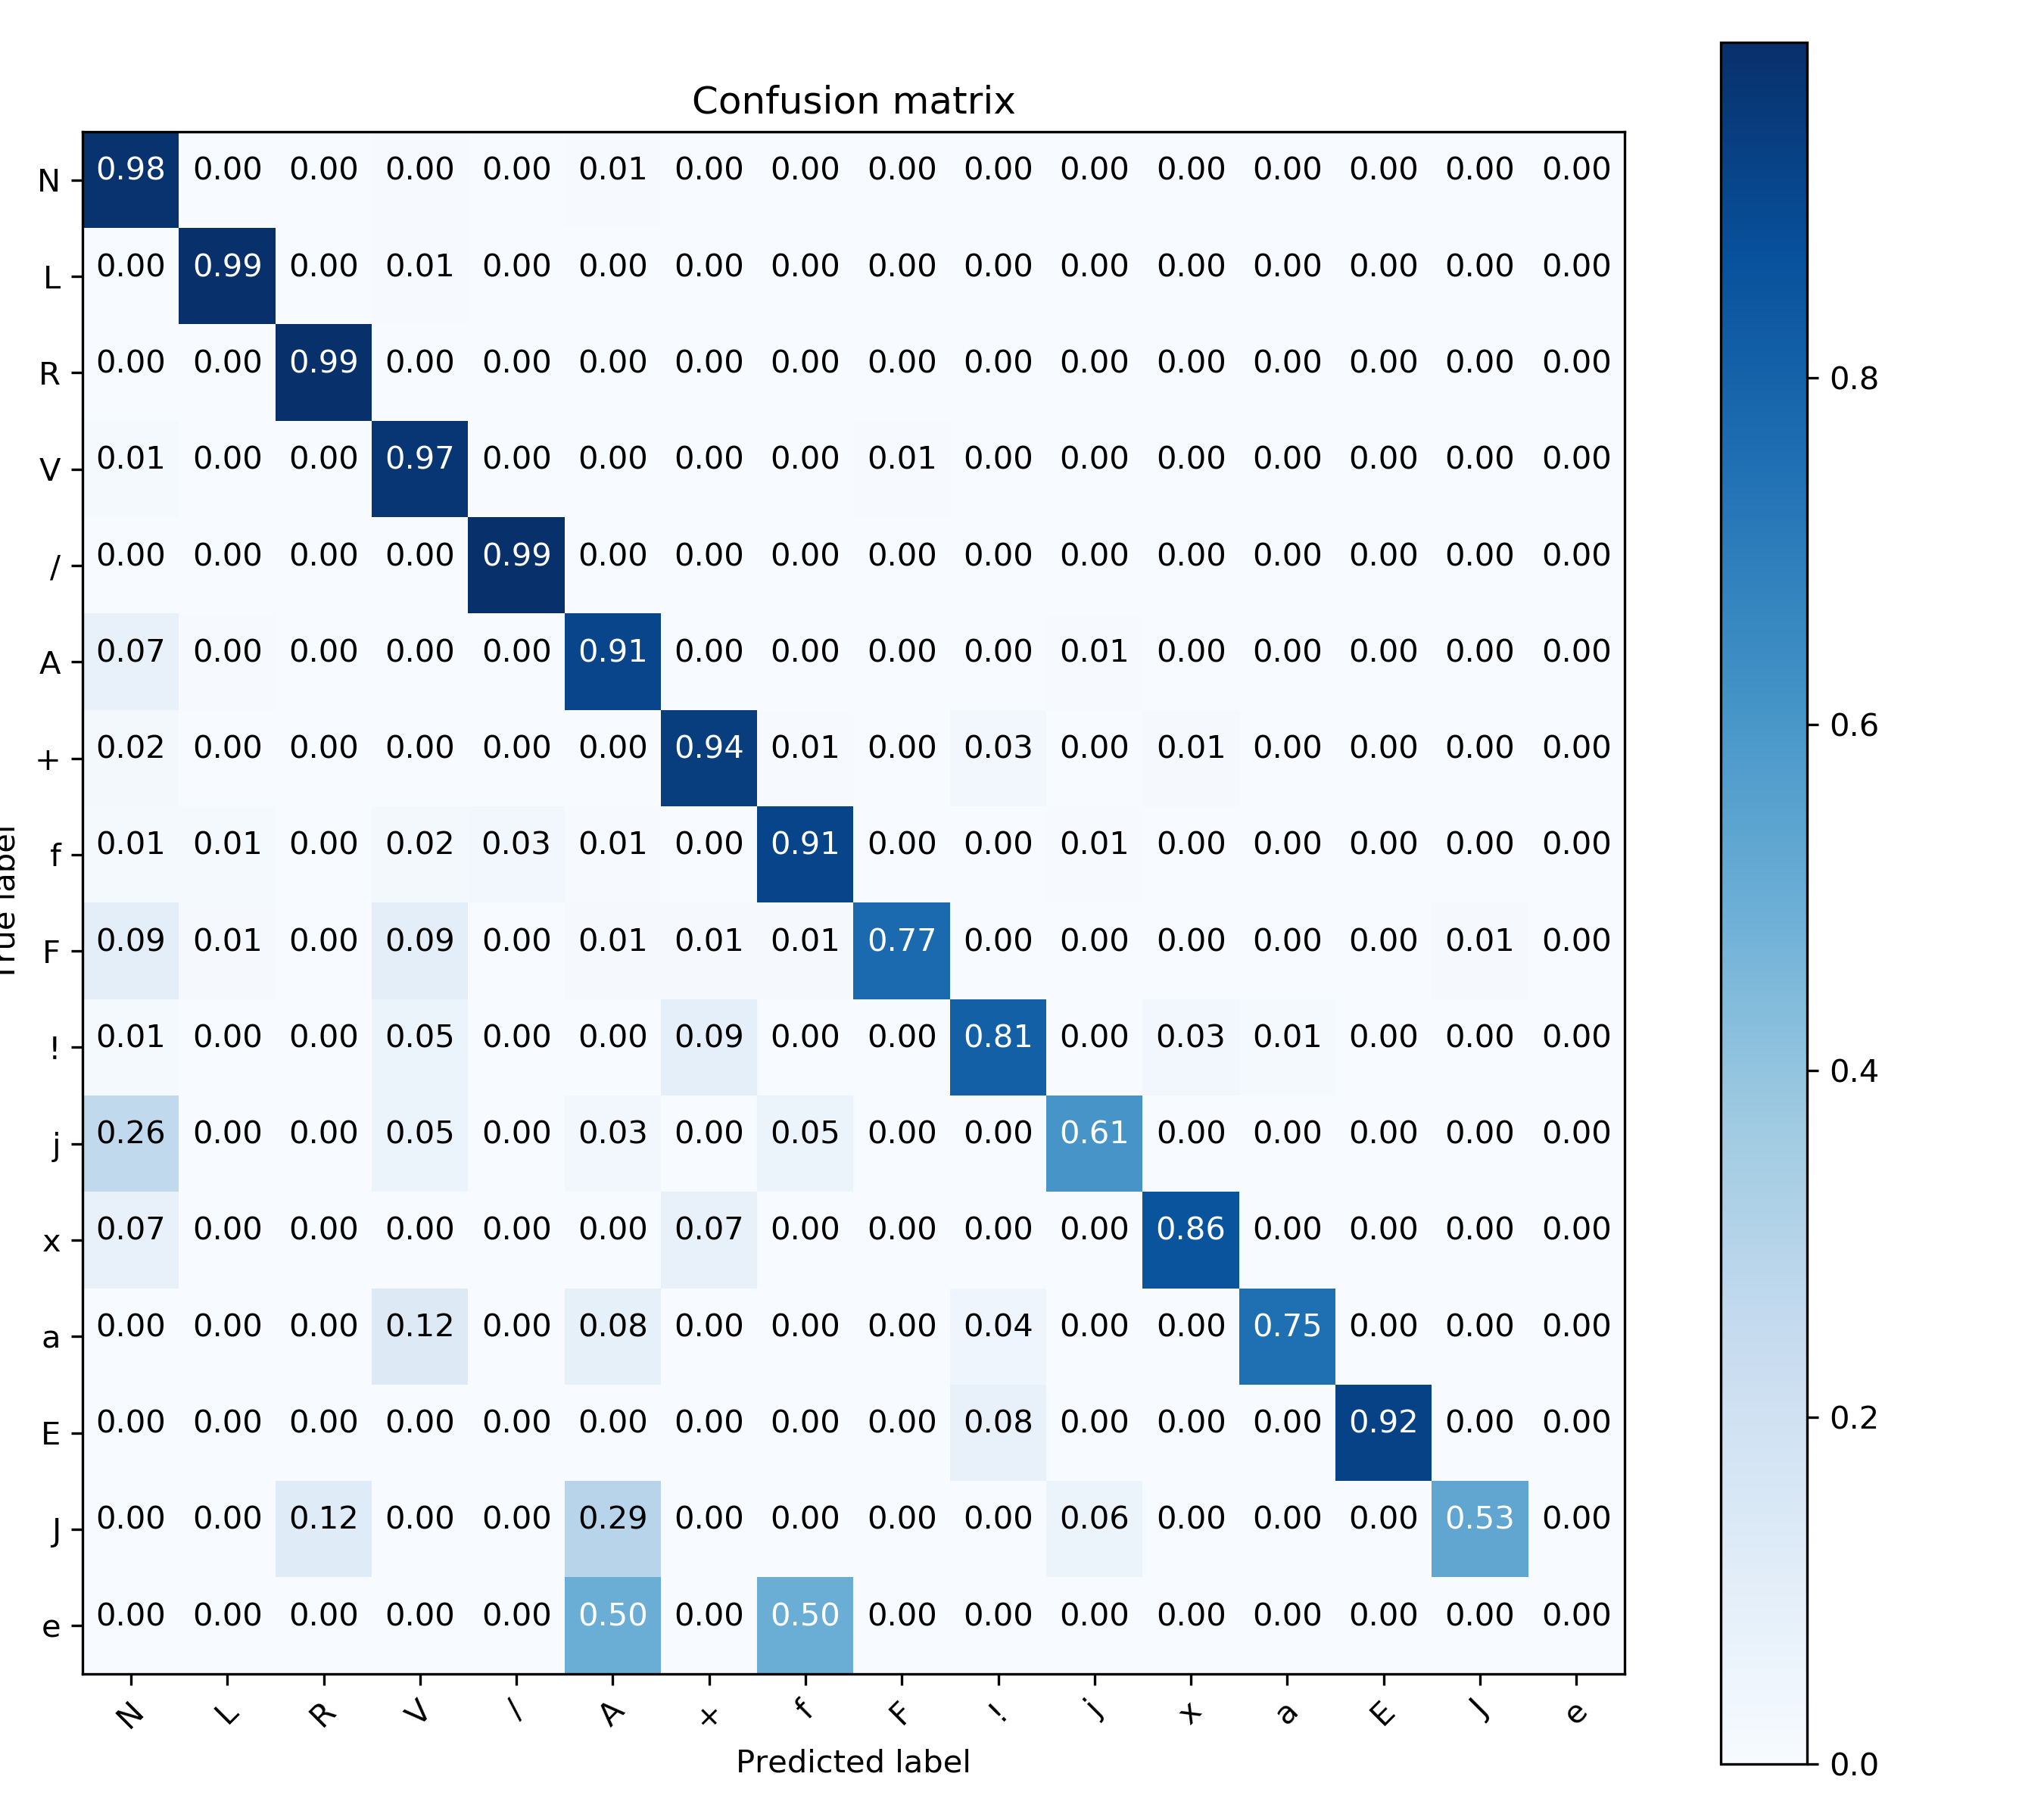 Confusion matrix
N 0.98 0.00 0.00 0.00 0.00 0.01 0.00 0.00 0.00 0.00 0.00 0.00 0.00 0.00 0.00 0.00
L 0.00 0.99 0.00 0.01 0.00 0.00 0.00 0.00 0.00 0.00 0.00 0.00 0.00 0.00 0.00 0.00
R 0.00 0.00 0.99 0.00 0.00 0.00 0.00 0.00 0.00 0.00 0.00 0.00 0.00 0.00 0.00 0.00
V 0.01 0.00 0.00 0.97 0.00 0.00 0.00 0.00 0.01 0.00 0.00 0.00 0.00 0.00 0.00 0.00
/ 0.00 0.00 0.00 0.00 0.99 0.00 0.00 0.00 0.00 0.00 0.00 0.00 0.00 0.00 0.00 0.00
A 0.07 0.00 0.00 0.00 0.00 0.91 0.00 0.00 0.00 0.00 0.01 0.00 0.00 0.00 0.00 0.00
+ 0.02 0.00 0.00 0.00 0.00 0.00 0.94 0.01 0.00 0.03 0.00 0.01 0.00 0.00 0.00 0.00
f 0.01 0.01 0.00 0.02 0.03 0.01 0.00 0.91 0.00 0.00 0.01 0.00 0.00 0.00 0.00 0.00
F 0.09 0.01 0.00 0.09 0.00 0.01 0.01 0.01 0.77 0.00 0.00 0.00 0.00 0.00 0.01 0.00
! 0.01 0.00 0.00 0.05 0.00 0.00 0.09 0.00 0.00 0.81 0.00 0.03 0.01 0.00 0.00 0.00
j 0.26 0.00 0.00 0.05 0.00 0.03 0.00 0.05 0.00 0.00 0.61 0.00 0.00 0.00 0.00 0.00
x 0.07 0.00 0.00 0.00 0.00 0.00 0.07 0.00 0.00 0.00 0.00 0.86 0.00 0.00 0.00 0.00
a 0.00 0.00 0.00 0.12 0.00 0.08 0.00 0.00 0.00 0.04 0.00 0.00 0.75 0.00 0.00 0.00
E 0.00 0.00 0.00 0.00 0.00 0.00 0.00 0.00 0.00 0.08 0.00 0.00 0.00 0.92 0.00 0.00
J 0.00 0.00 0.12 0.00 0.00 0.29 0.00 0.00 0.00 0.00 0.06 0.00 0.00 0.00 0.53 0.00
e 0.00 0.00 0.00 0.00 0.00 0.50 0.00 0.50 0.00 0.00 0.00 0.00 0.00 0.00 0.00 0.00
N L R V / A + f F ! j x a E J e
Predicted label
True label
0.8
0.6
0.4
0.2
0.0